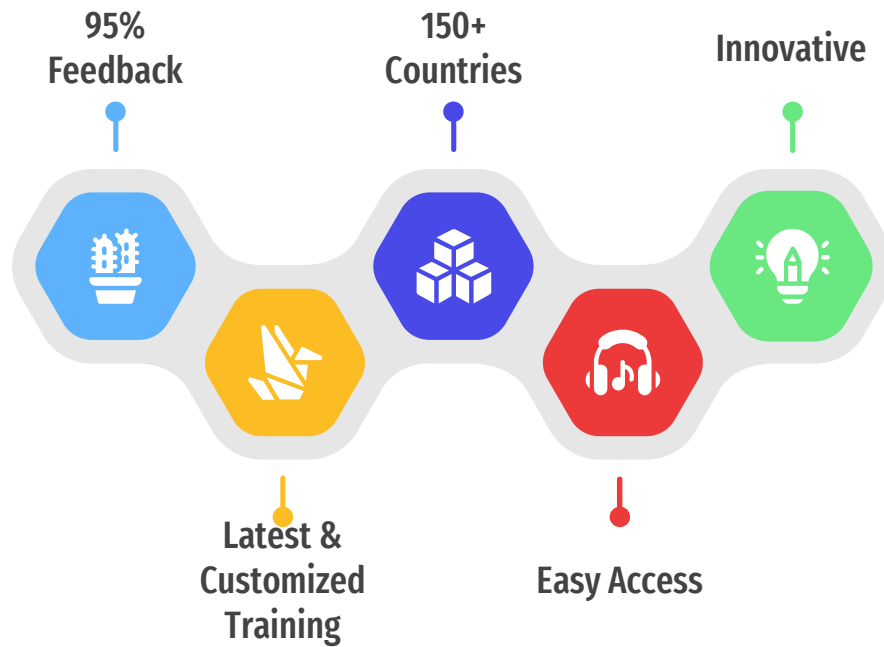 95%
Feedback
150+
Countries
Innovative
Latest &
Customized
Training
Easy Access